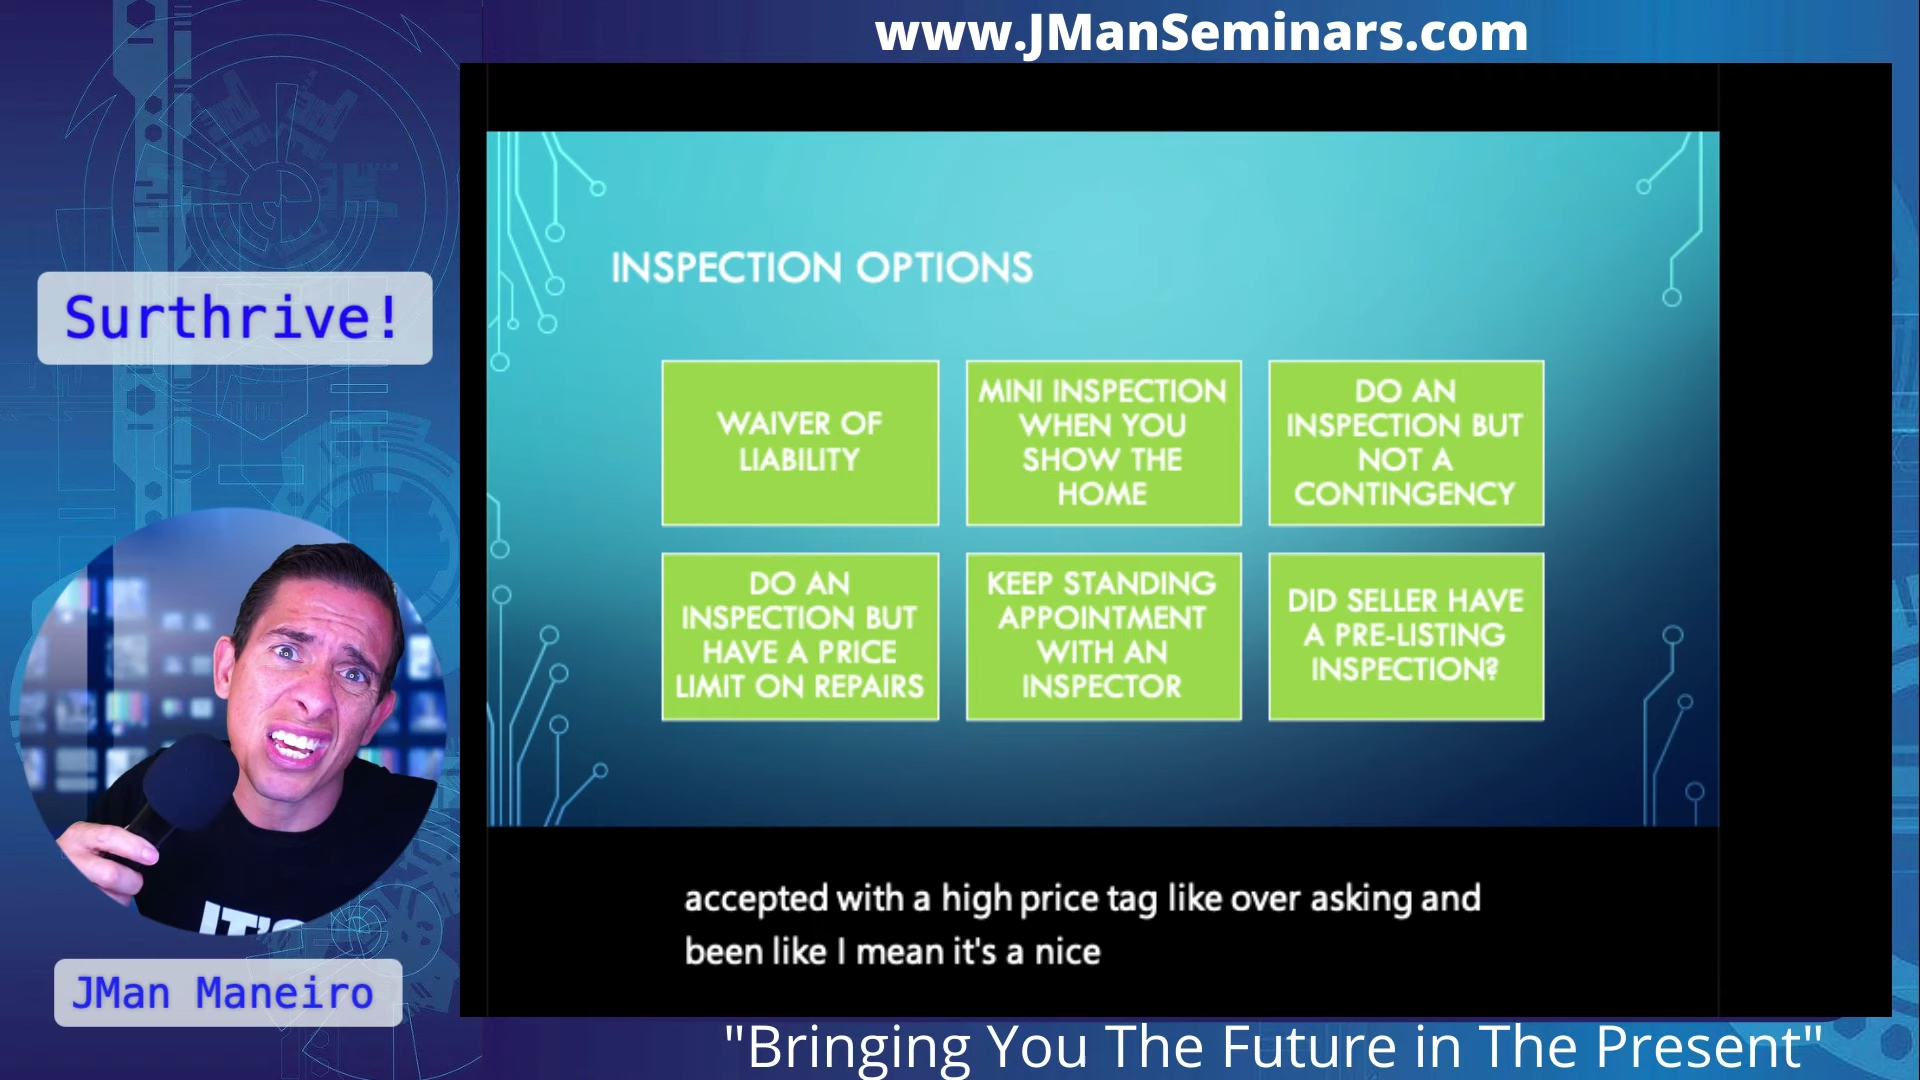 www.JManSeminars.com
Surthrive!
INSPECTION OPTIONS
WAIVER OF
LIABILITY
MINI INSPECTION
WHEN YOU
SHOW THE
HOME
DO AN
INSPECTION BUT
NOT A
CONTINGENCY
DO AN
INSPECTION BUT
HAVE A PRICE
LIMIT ON REPAIRS
KEEP STANDING
APPOINTMENT
WITH AN
INSPECTOR
DID SELLER HAVE
A PRE-LISTING
INSPECTION?
IT'S
accepted with a high price tag like over asking and
been like I mean it's a nice
JMan Maneiro
"Bringing You The Future in The Present"